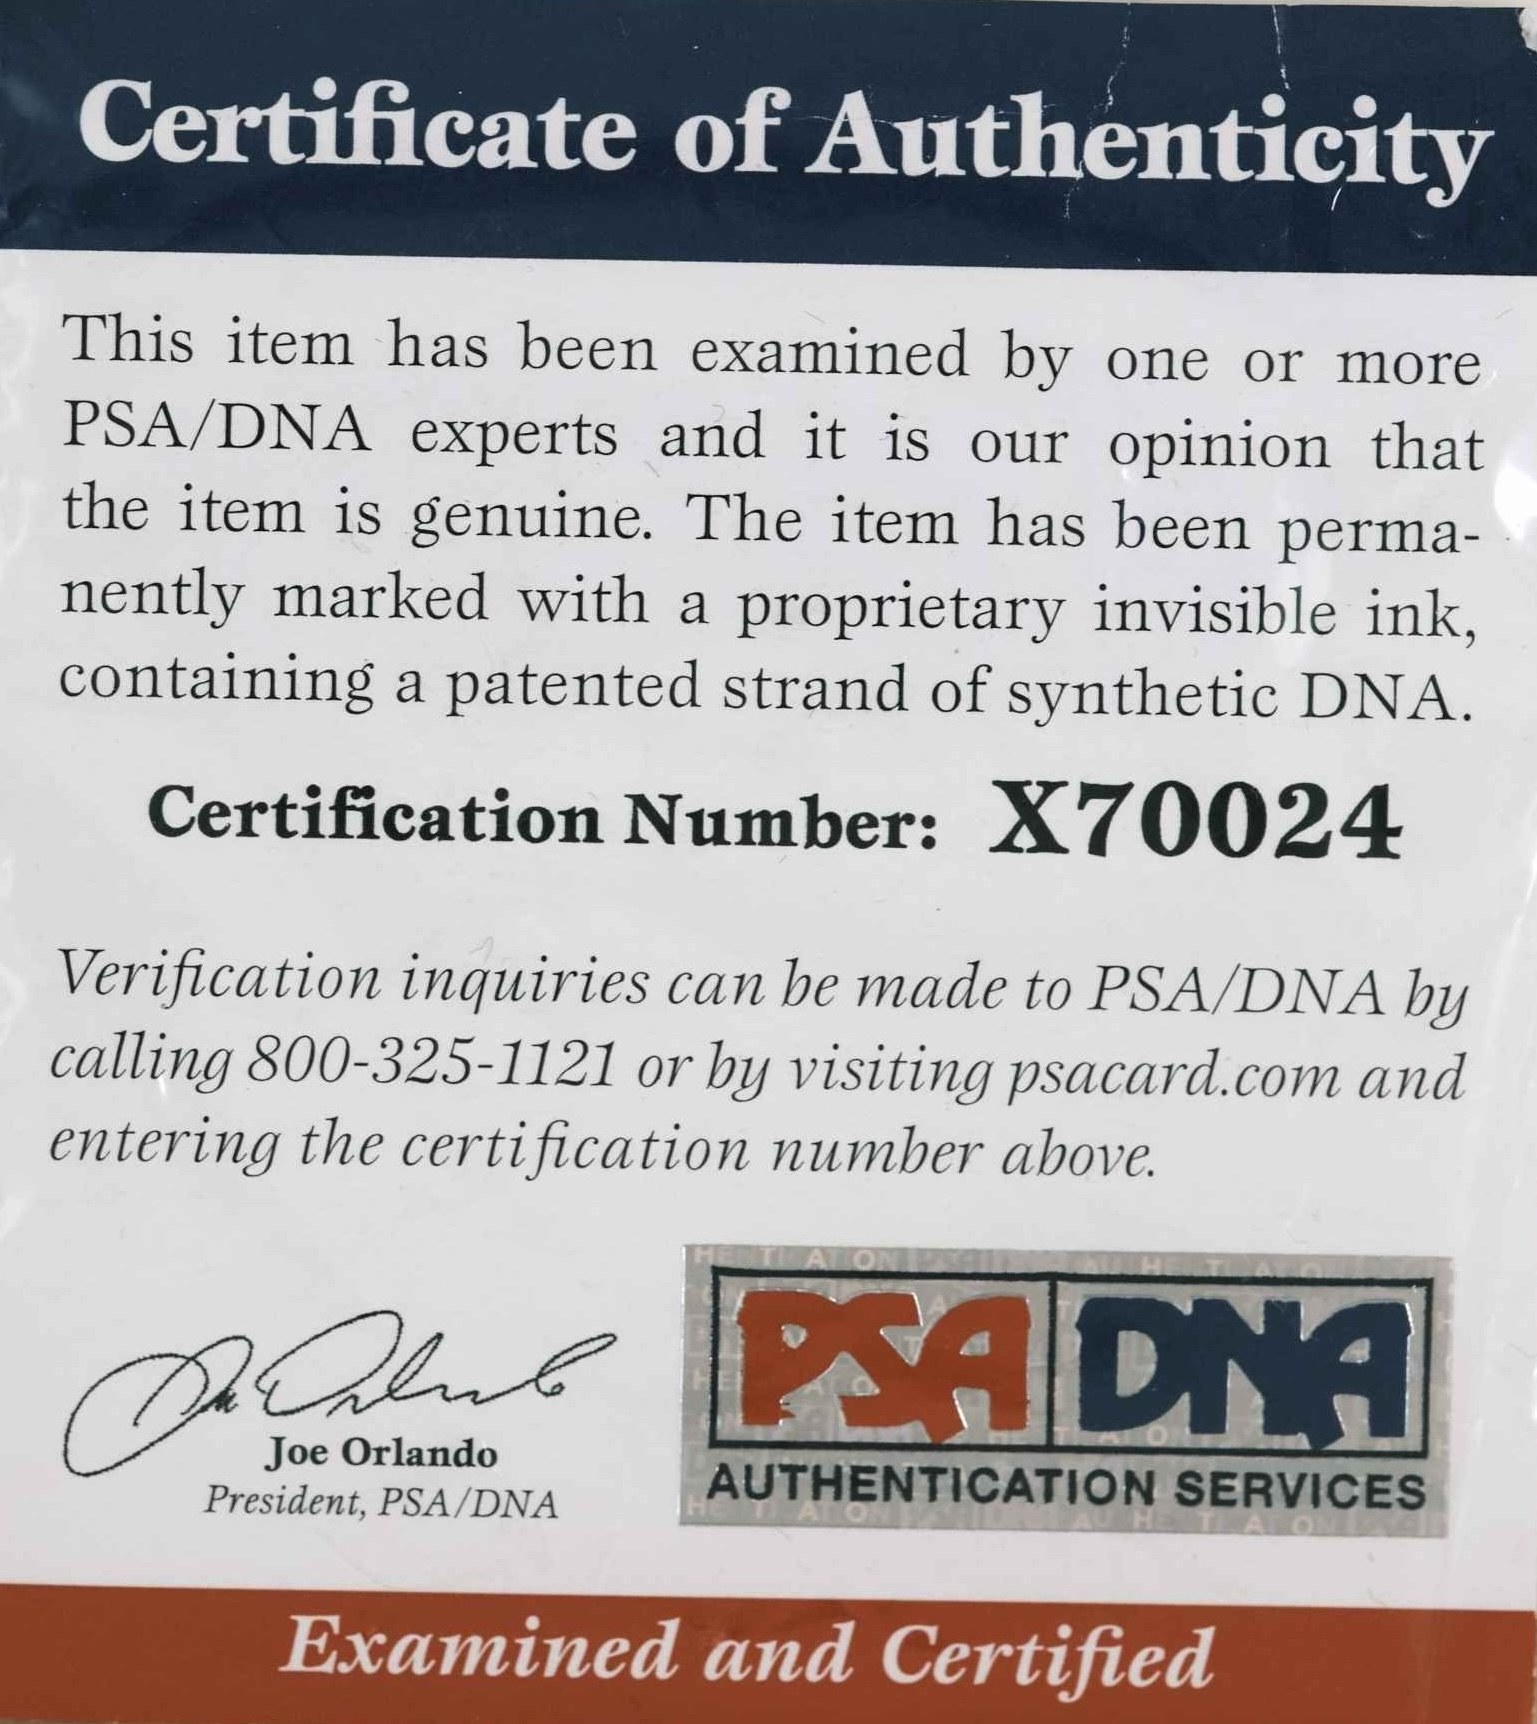 Certificate of Authenticity
This item has been examined by one or more
PSA/DNA experts and it is our opinion that
the item is genuine. The item has been perma-
nently marked with a proprietary invisible ink,
containing a patented strand of synthetic DNA.
Certification Number: X70024
Verification inquiries can be made to PSA/DNA by
calling 800-325-1121 or by visiting psacard.com and
entering the certification number above.
Joe Orlando
President, PSA/DNA
PSA DNA
AUTHENTICATION SERVICES
Examined and Certified